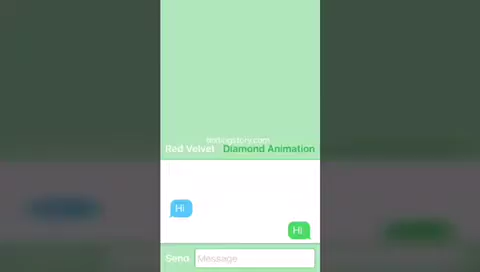 textingstory.com
Red Velvet Diamond Animation
Hi
Hi
Send Message